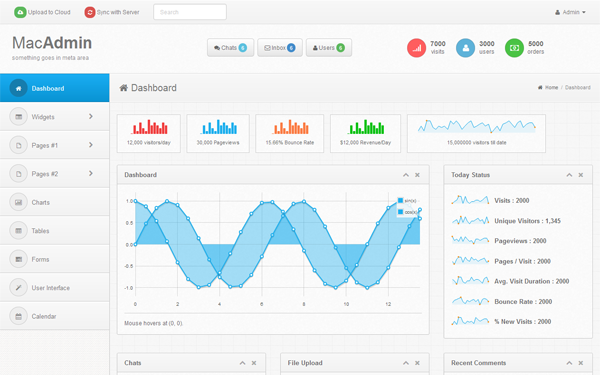 Upload to Cloud Sync with Server Search Admin
MacAdmin
something goes in meta area
Chats 6 Inbox 6 Users 6
7000 visits
3000 users
5000 orders
Dashboard
Widgets
Pages #1
Pages #2
Charts
Tables
Forms
User Interface
Calendar
Dashboard
Home / Dashboard
12,000 visitors/day
30,000 Pageviews
15.66% Bounce Rate
$12,000 Revenue/Day
15,000000 visitors till date
Dashboard
1.0
0.5
0.0
-0.5
-1.0
0 2 4 6 8 10 12
sin(x)
cos(x)
Mouse hovers at (0, 0).
Today Status
Visits : 2000
Unique Visitors : 1,345
Pageviews : 2000
Pages / Visit : 2000
Avg. Visit Duration : 2000
Bounce Rate : 2000
% New Visits : 2000
Chats
File Upload
Recent Comments